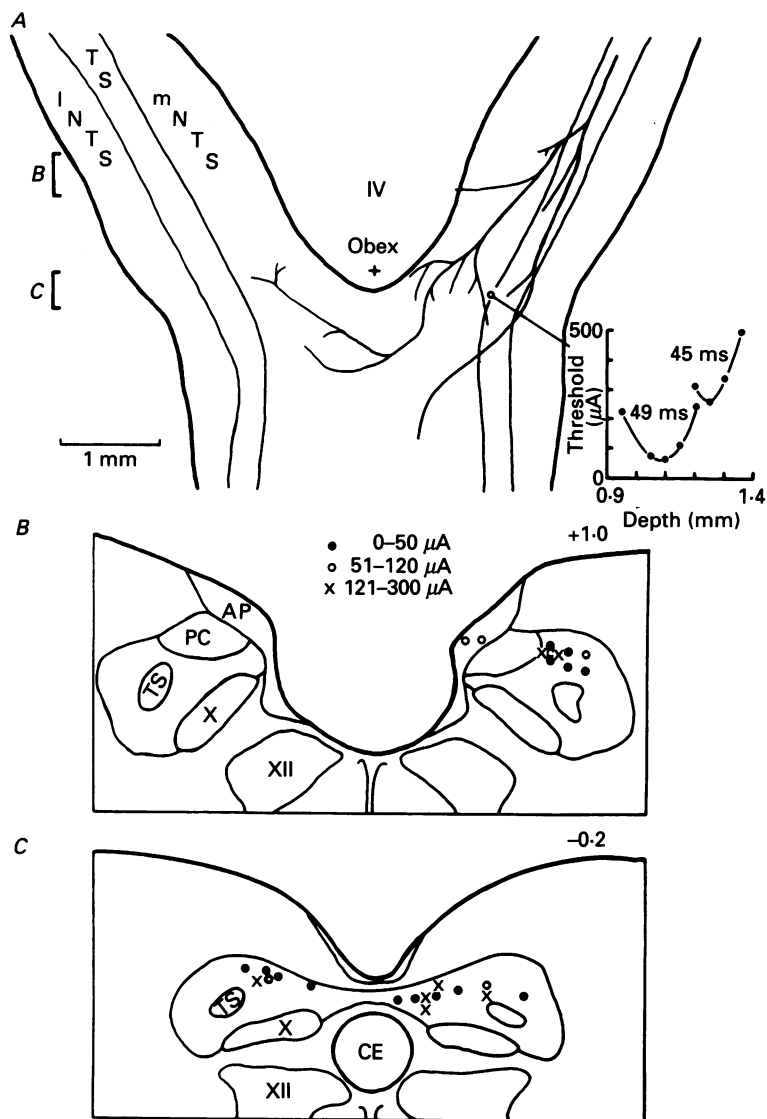 A
T
S
l
N
T
S
m
N
T
S
B
IV
Obex
+
C
500
45 ms
Threshold
(μA)
49 ms
0
0·9
1·4
Depth (mm)
1 mm
B
+1·0
● 0–50 μA
○ 51–120 μA
x 121–300 μA
AP
PC
TS
X
XII
C
−0·2
TS
X
CE
XII